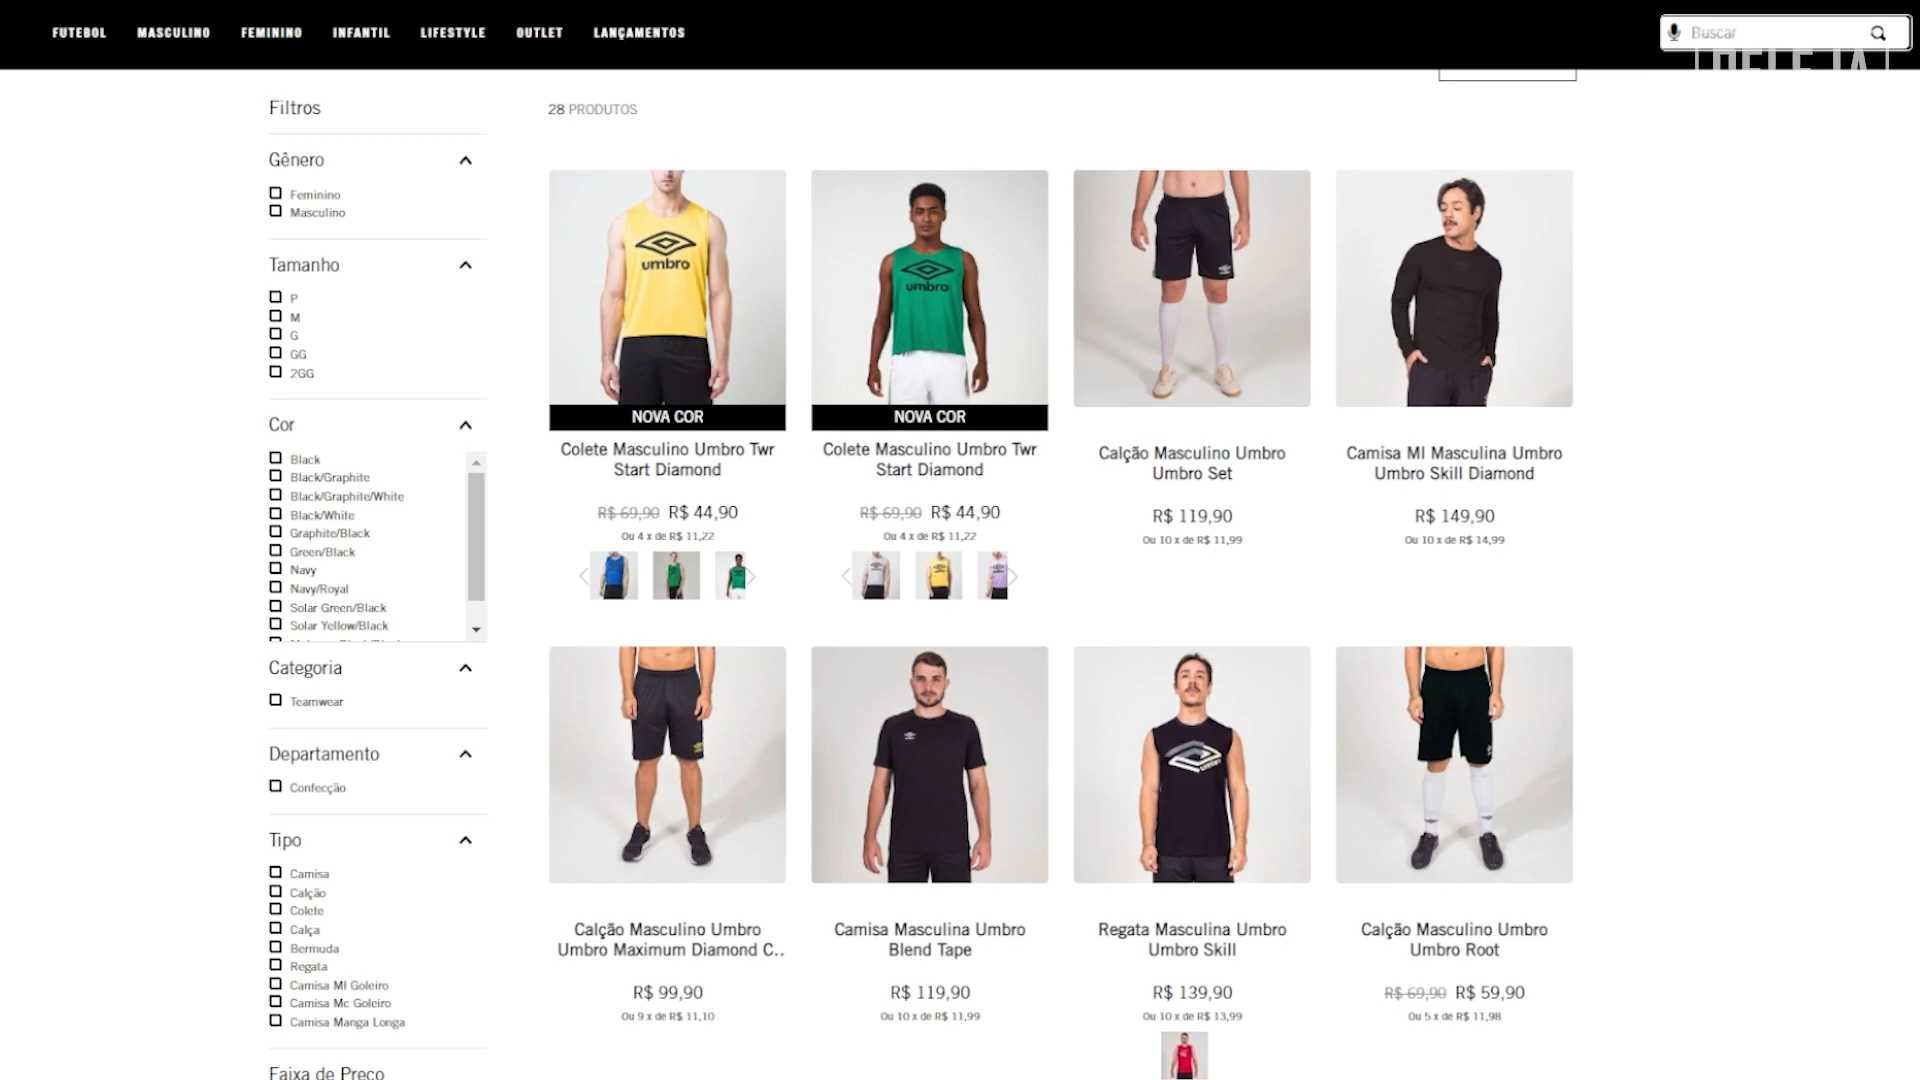 FUTEBOL MASCULINO FEMININO INFANTIL LIFESTYLE OUTLET LANÇAMENTOS
Buscar
Filtros
Gênero
Feminino
Masculino
Tamanho
P
M
G
GG
2GG
Cor
Black
Black/Graphite
Black/Graphite/White
Black/White
Graphite/Black
Green/Black
Navy
Navy/Royal
Solar Green/Black
Solar Yellow/Black
Categoria
Teamwear
Departamento
Confecção
Tipo
Camisa
Calção
Colete
Calça
Bermuda
Regata
Camisa Ml Goleiro
Camisa Mc Goleiro
Camisa Manga Longa
Faixa de Preço
28 PRODUTOS
umbro
NOVA COR
Colete Masculino Umbro Twr
Start Diamond
R$ 69,90 R$ 44,90
Ou 4 x de R$ 11,22
umbro
NOVA COR
Colete Masculino Umbro Twr
Start Diamond
R$ 69,90 R$ 44,90
Ou 4 x de R$ 11,22
Calção Masculino Umbro
Umbro Set
R$ 119,90
Ou 10 x de R$ 11,99
Camisa Ml Masculina Umbro
Umbro Skill Diamond
R$ 149,90
Ou 10 x de R$ 14,99
Calção Masculino Umbro
Umbro Maximum Diamond C..
R$ 99,90
Ou 9 x de R$ 11,10
Camisa Masculina Umbro
Blend Tape
R$ 119,90
Ou 10 x de R$ 11,99
Regata Masculina Umbro
Umbro Skill
R$ 139,90
Ou 10 x de R$ 13,99
Calção Masculino Umbro
Umbro Root
R$ 69,90 R$ 59,90
Ou 5 x de R$ 11,98